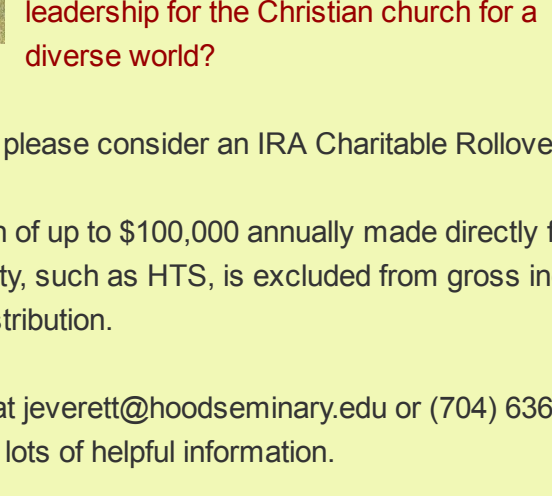 leadership for the Christian church for a
diverse world?
please consider an IRA Charitable Rollove
n of up to $100,000 annually made directly f
ty, such as HTS, is excluded from gross in
tribution.
at jeverett@hoodseminary.edu or (704) 636
lots of helpful information.